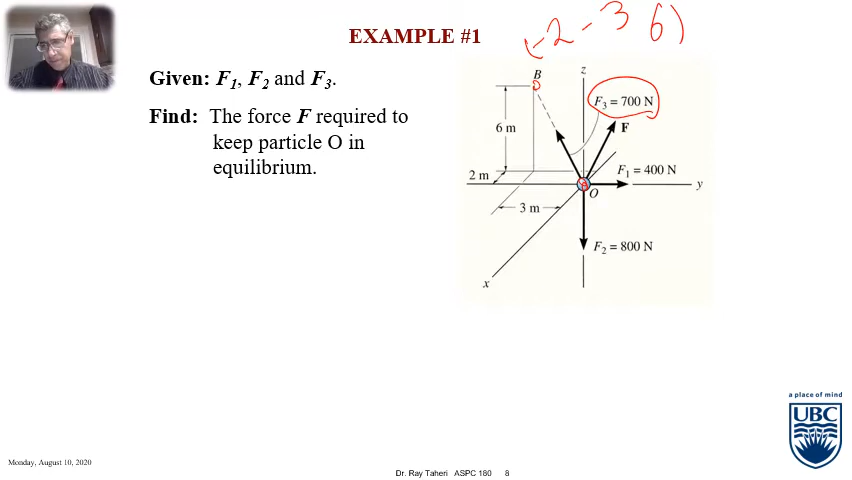 EXAMPLE #1
(-2 -3 6)
Given: F1, F2 and F3.
Find: The force F required to
keep particle O in
equilibrium.
z
B
F3 = 700 N
F
6 m
F1 = 400 N
2 m
y
O
3 m
F2 = 800 N
x
a place of mind
UBC
Monday, August 10, 2020
Dr. Ray Taheri ASPC 180 8